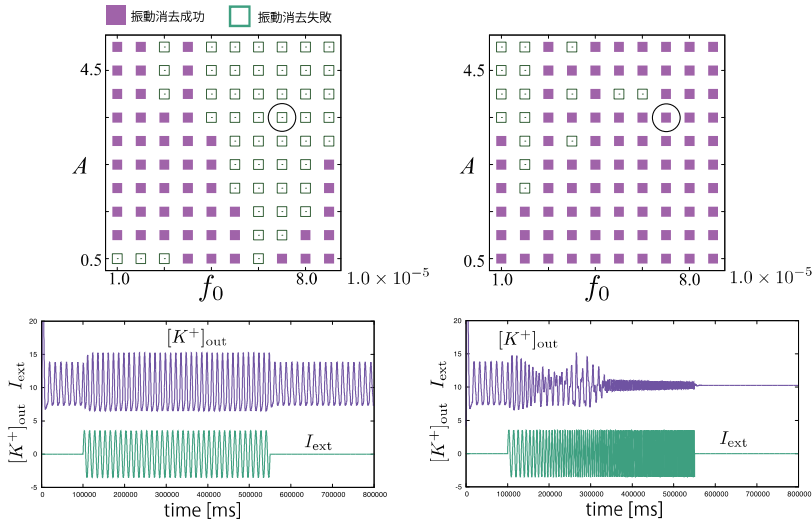 振動消去成功 振動消去失敗
4.5
A
0.5
1.0 8.0
f₀
1.0 × 10⁻⁵
4.5
A
0.5
1.0 8.0
f₀
1.0 × 10⁻⁵
[K⁺]out I_ext
20
15
10
5
0
-5
[K⁺]out
I_ext
0 100000 200000 300000 400000 500000 600000 700000 800000
time [ms]
[K⁺]out I_ext
20
15
10
5
0
-5
[K⁺]out
I_ext
0 100000 200000 300000 400000 500000 600000 700000 800000
time [ms]